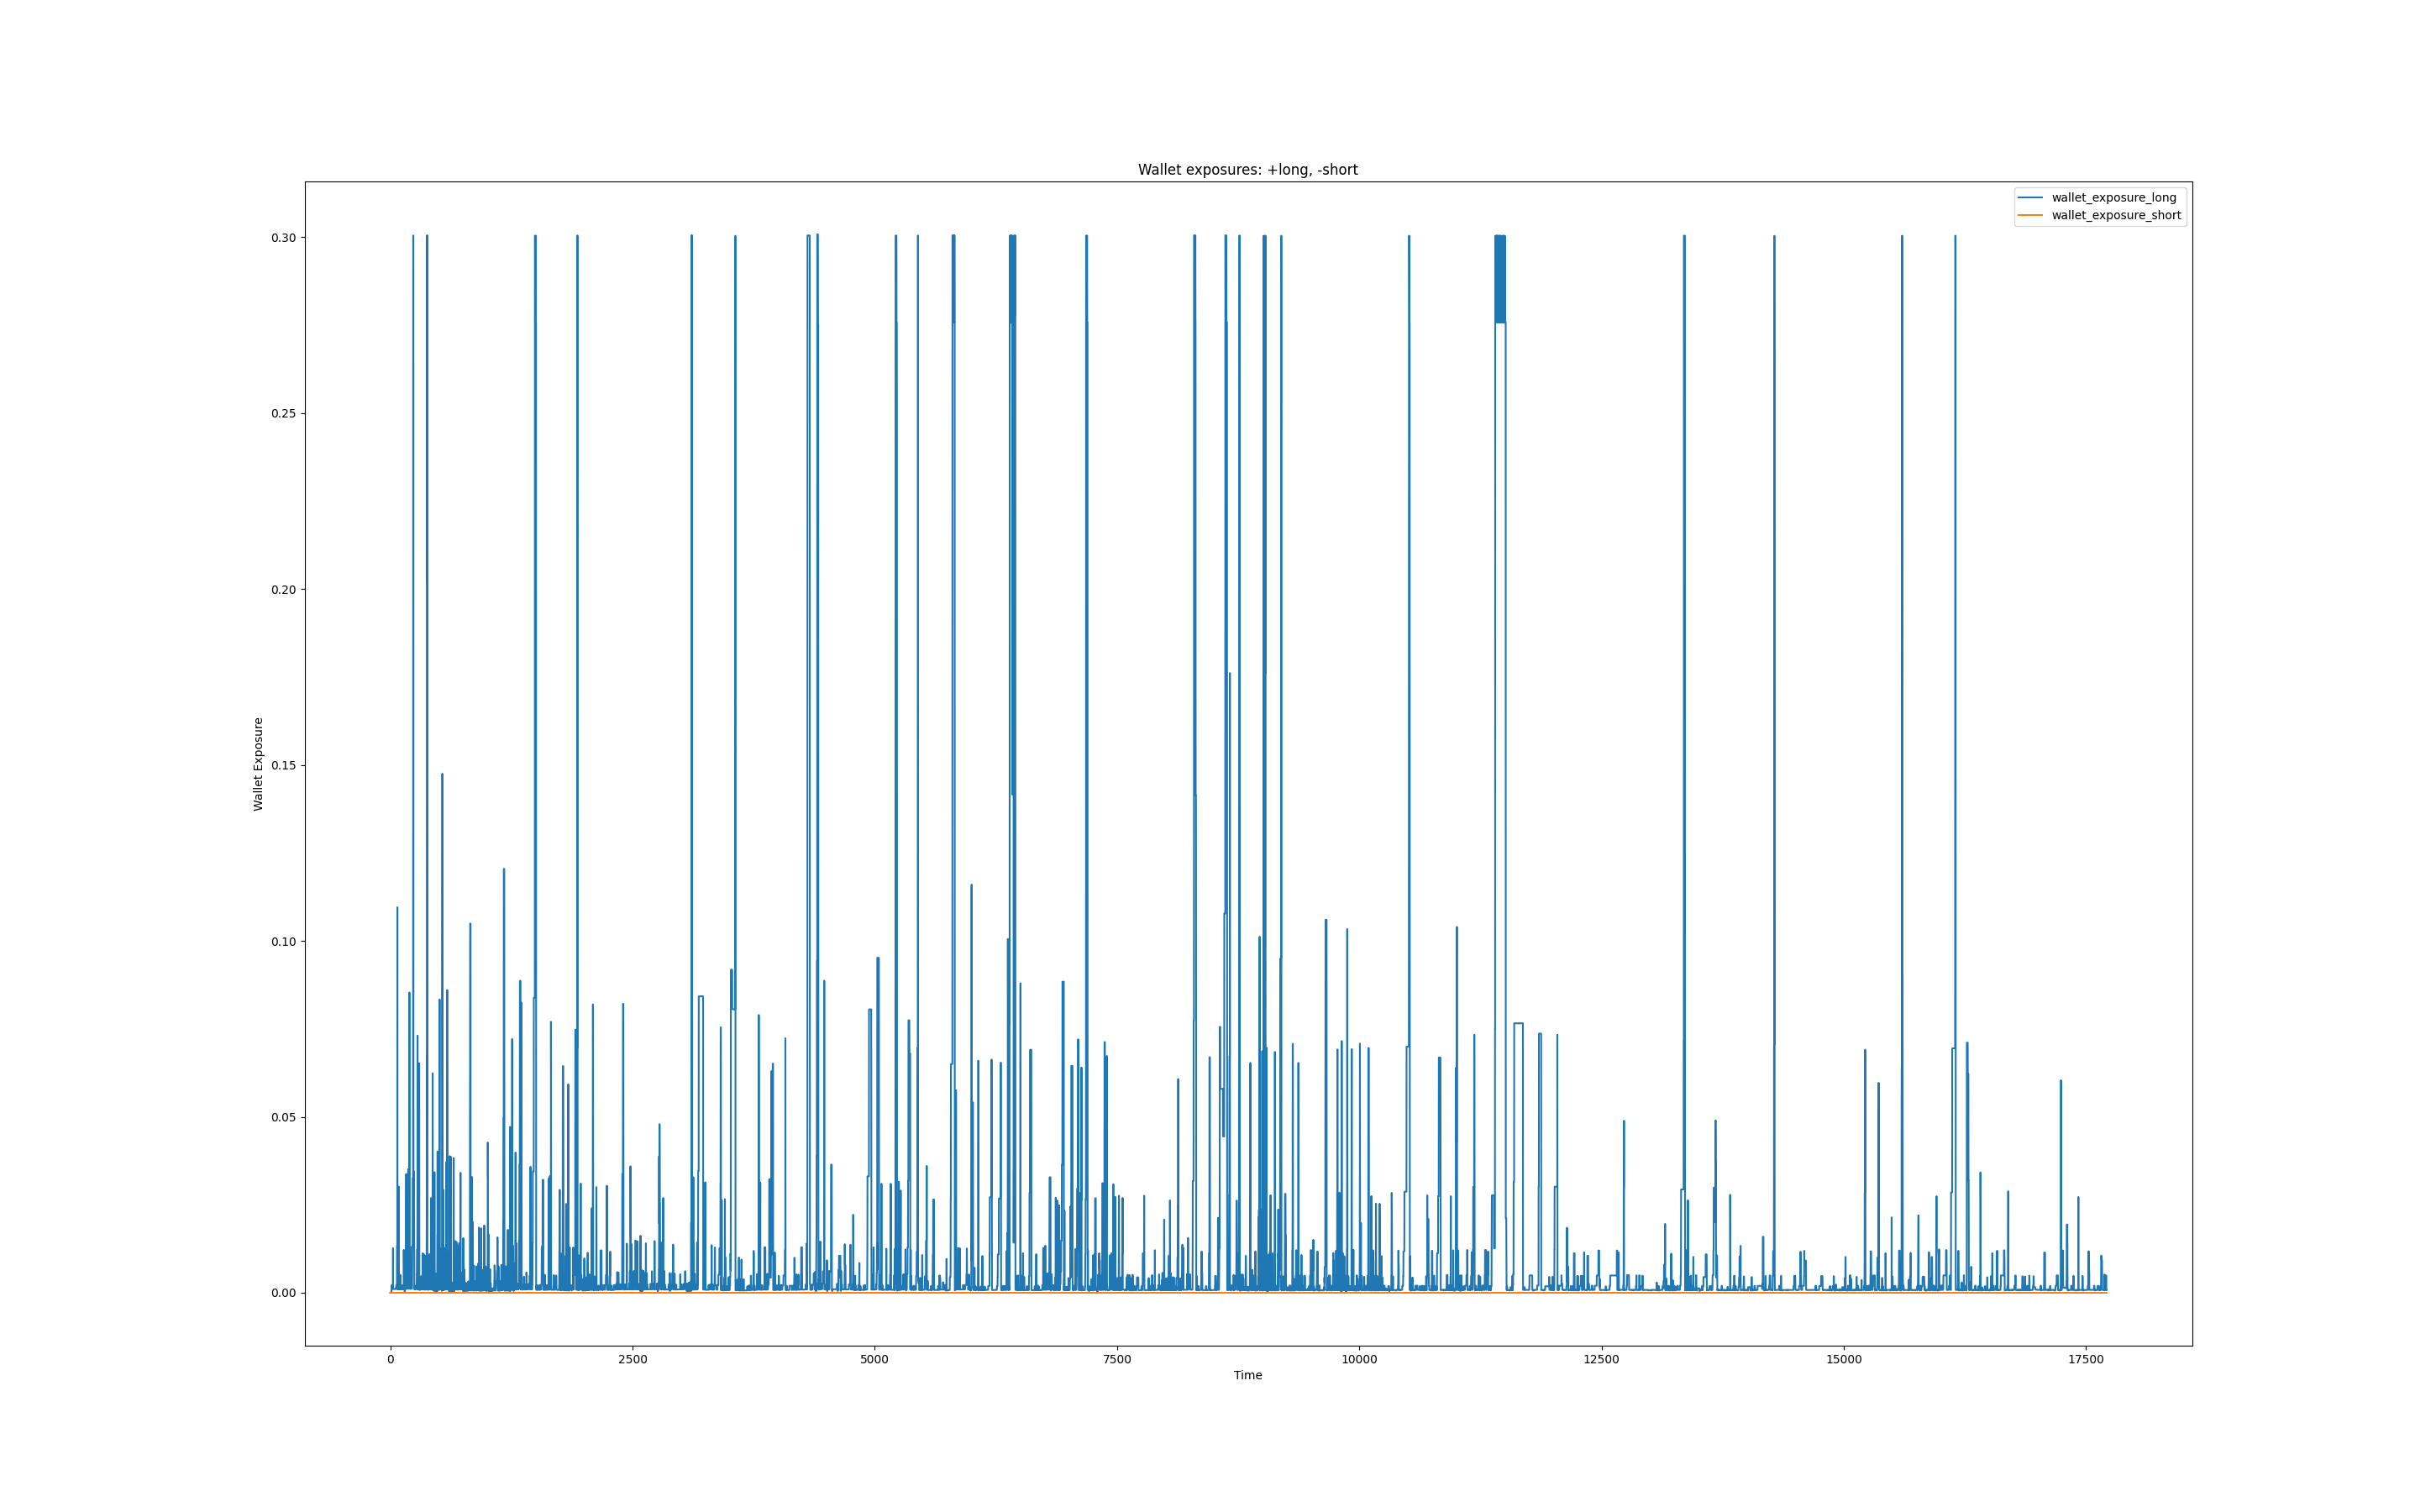 Wallet exposures: +long, -short
wallet_exposure_long
wallet_exposure_short
0.30
0.25
0.20
0.15
0.10
0.05
0.00
Wallet Exposure
0 2500 5000 7500 10000 12500 15000 17500
Time